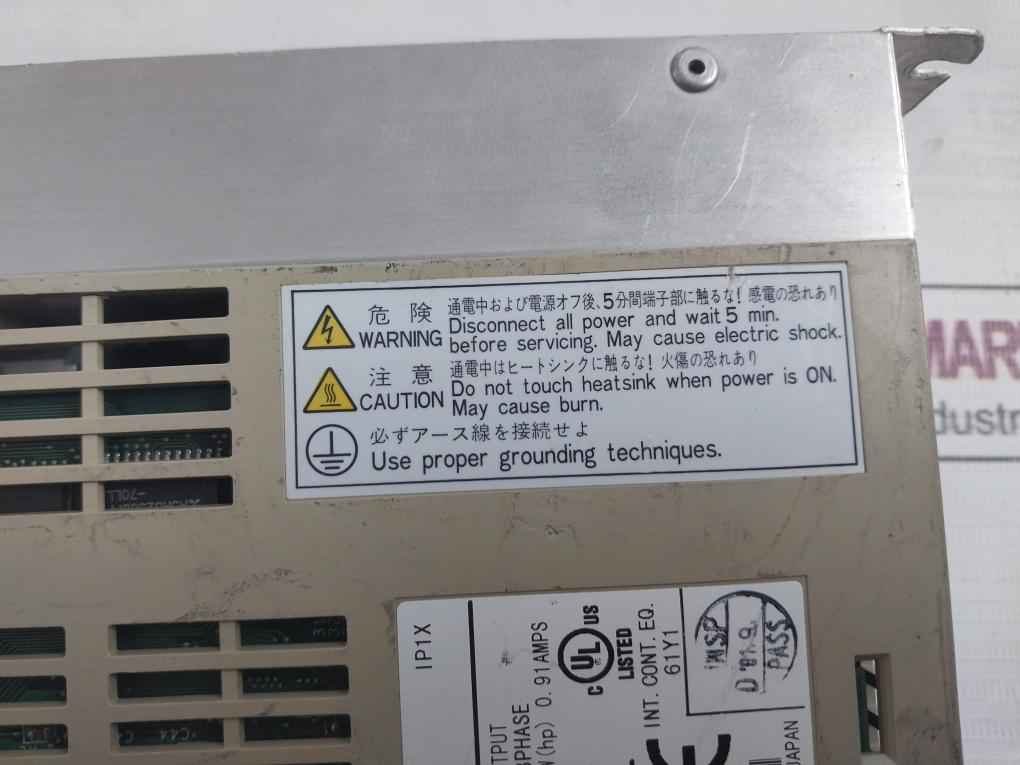 危険
WARNING
通電中および電源オフ後、5分間端子部に触るな! 感電の恐れあり
Disconnect all power and wait 5 min.
before servicing. May cause electric shock.
注意
CAUTION
通電中はヒートシンクに触るな! 火傷の恐れあり
Do not touch heatsink when power is ON.
May cause burn.
必ずアース線を接続せよ
Use proper grounding techniques.
IP1X
0.91AMPS
(hp)
C UL US
LISTED
INT. CONT. EQ.
61Y1
INSP
PASS
CE
JAPAN
MAR
dustr